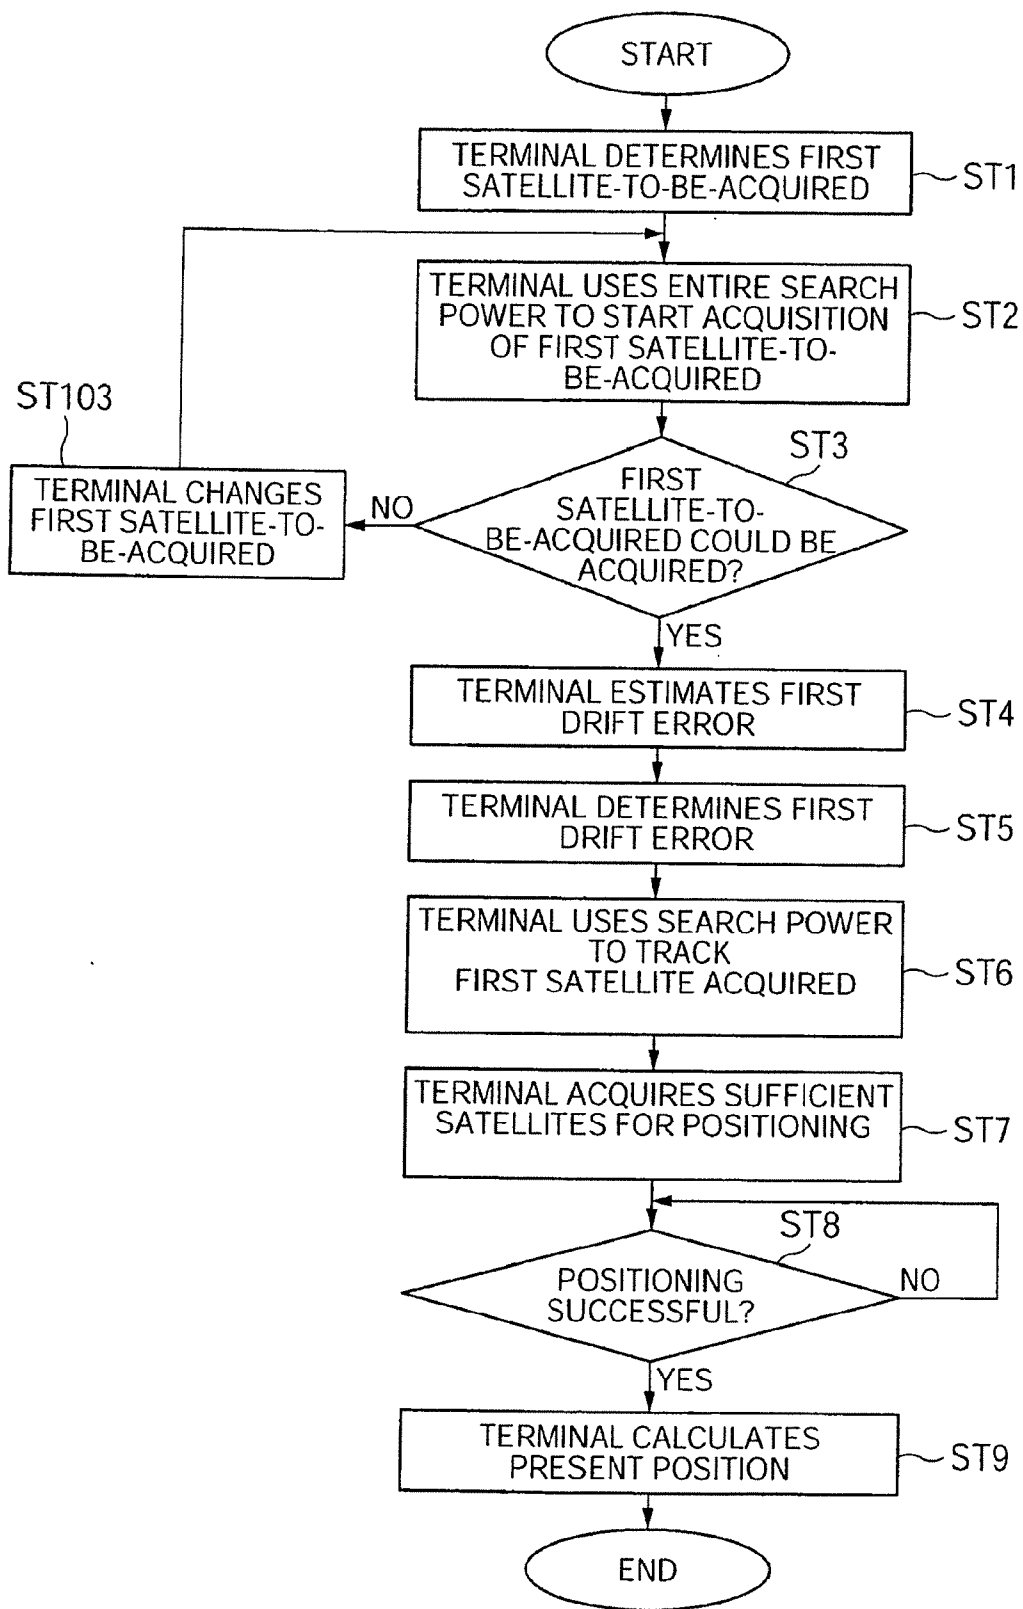 START
TERMINAL DETERMINES FIRST
SATELLITE-TO-BE-ACQUIRED
ST1
TERMINAL USES ENTIRE SEARCH
POWER TO START ACQUISITION
OF FIRST SATELLITE-TO-
BE-ACQUIRED
ST2
ST103
TERMINAL CHANGES
FIRST SATELLITE-TO-
BE-ACQUIRED
NO
ST3
FIRST
SATELLITE-TO-
BE-ACQUIRED COULD BE
ACQUIRED?
YES
TERMINAL ESTIMATES FIRST
DRIFT ERROR
ST4
TERMINAL DETERMINES FIRST
DRIFT ERROR
ST5
TERMINAL USES SEARCH POWER
TO TRACK
FIRST SATELLITE ACQUIRED
ST6
TERMINAL ACQUIRES SUFFICIENT
SATELLITES FOR POSITIONING
ST7
ST8
POSITIONING
SUCCESSFUL?
NO
YES
TERMINAL CALCULATES
PRESENT POSITION
ST9
END